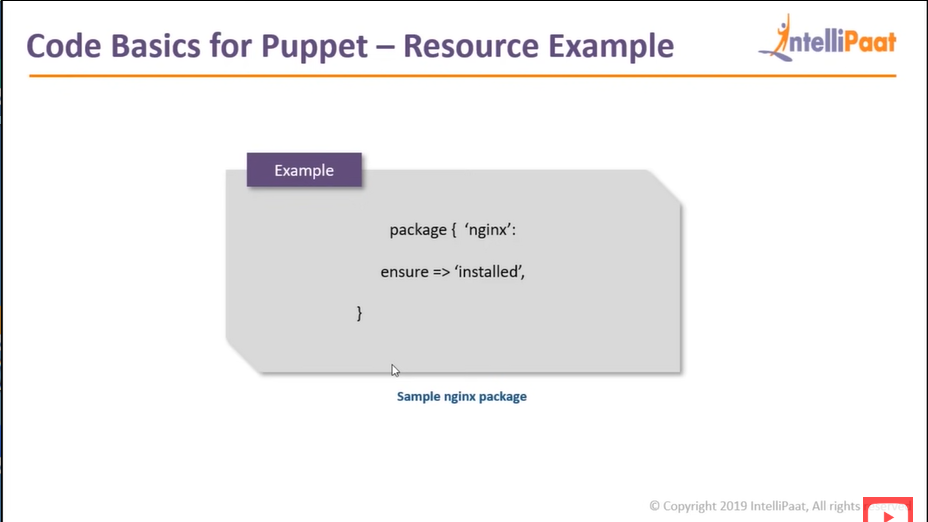 Code Basics for Puppet – Resource Example
IntelliPaat
Example
package {  ‘nginx’:
ensure => ‘installed’,
}
Sample nginx package
© Copyright 2019 IntelliPaat, All rights